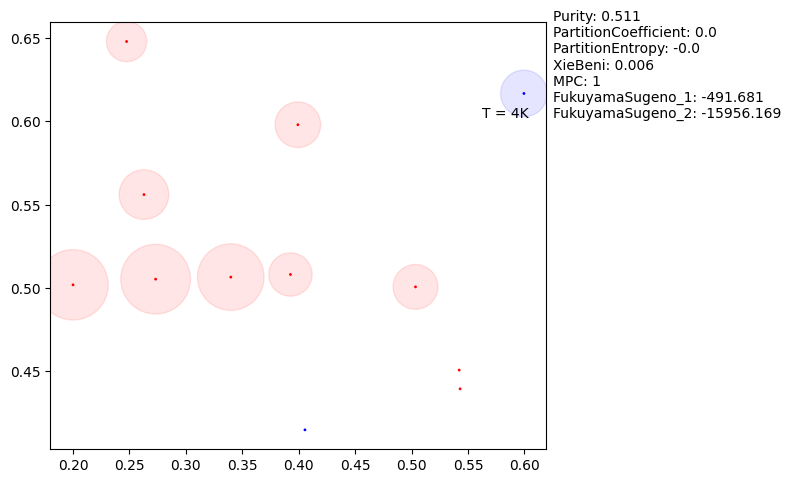 Purity: 0.511
PartitionCoefficient: 0.0
PartitionEntropy: -0.0
XieBeni: 0.006
MPC: 1
FukuyamaSugeno_1: -491.681
FukuyamaSugeno_2: -15956.169
T = 4K
0.65
0.60
0.55
0.50
0.45
0.20 0.25 0.30 0.35 0.40 0.45 0.50 0.55 0.60